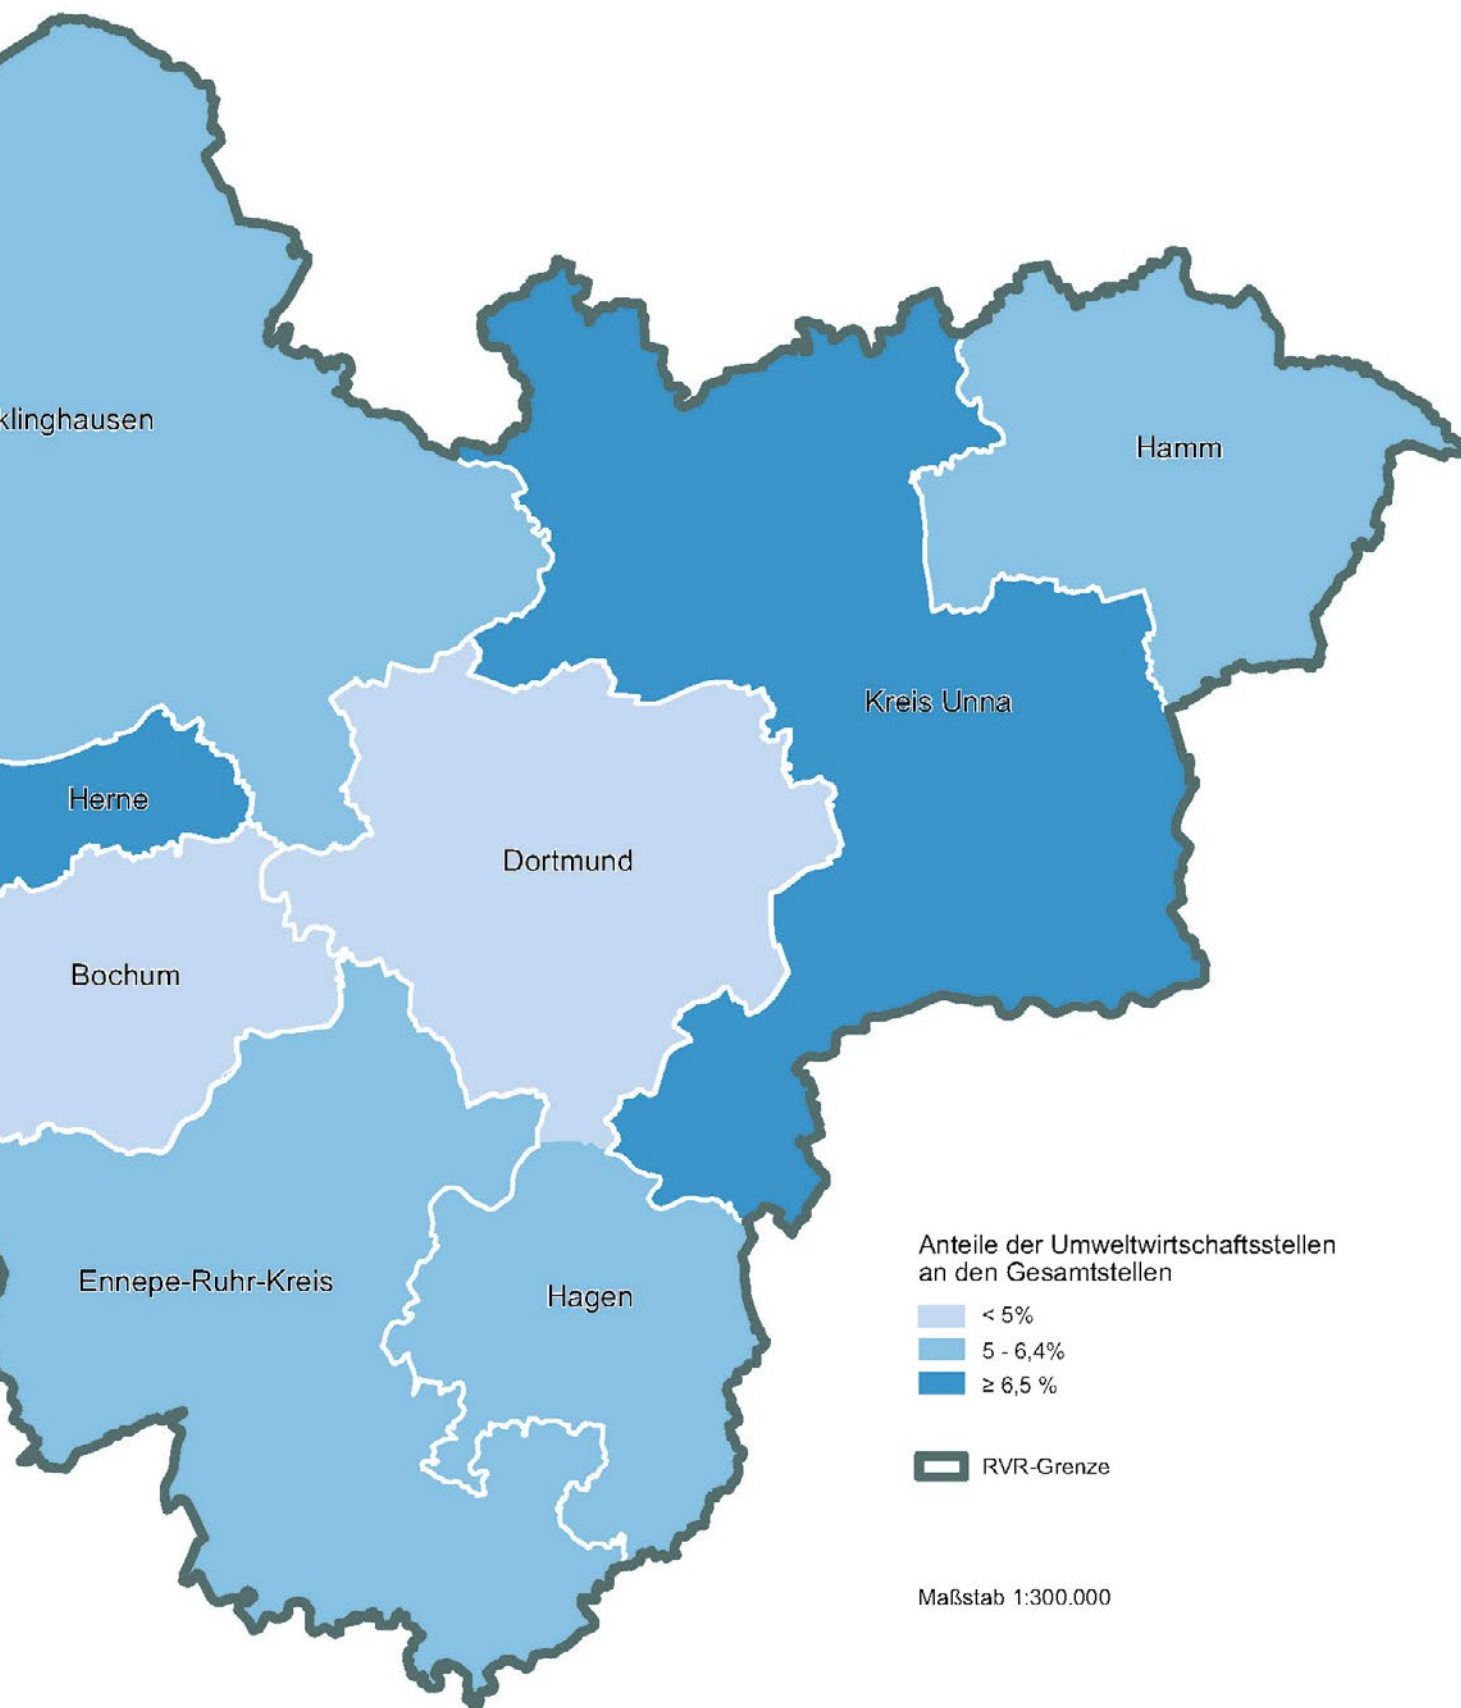 klinghausen
Hamm
Kreis Unna
Herne
Dortmund
Bochum
Ennepe-Ruhr-Kreis
Hagen
Anteile der Umweltwirtschaftsstellen
an den Gesamtstellen
< 5%
5 - 6,4%
≥ 6,5 %
RVR-Grenze
Maßstab 1:300.000